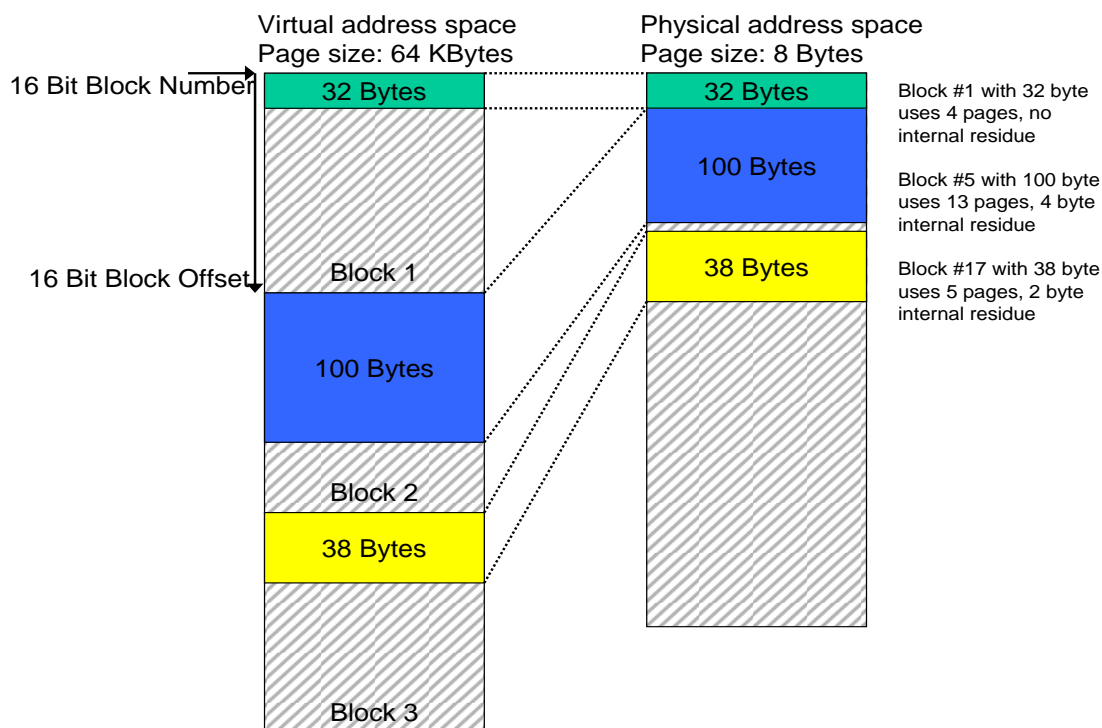 Virtual address space
Page size: 64 KBytes
Physical address space
Page size: 8 Bytes
16 Bit Block Number
32 Bytes
32 Bytes
Block #1 with 32 byte
uses 4 pages, no
internal residue
100 Bytes
Block #5 with 100 byte
uses 13 pages, 4 byte
internal residue
16 Bit Block Offset
Block 1
38 Bytes
Block #17 with 38 byte
uses 5 pages, 2 byte
internal residue
100 Bytes
Block 2
38 Bytes
Block 3